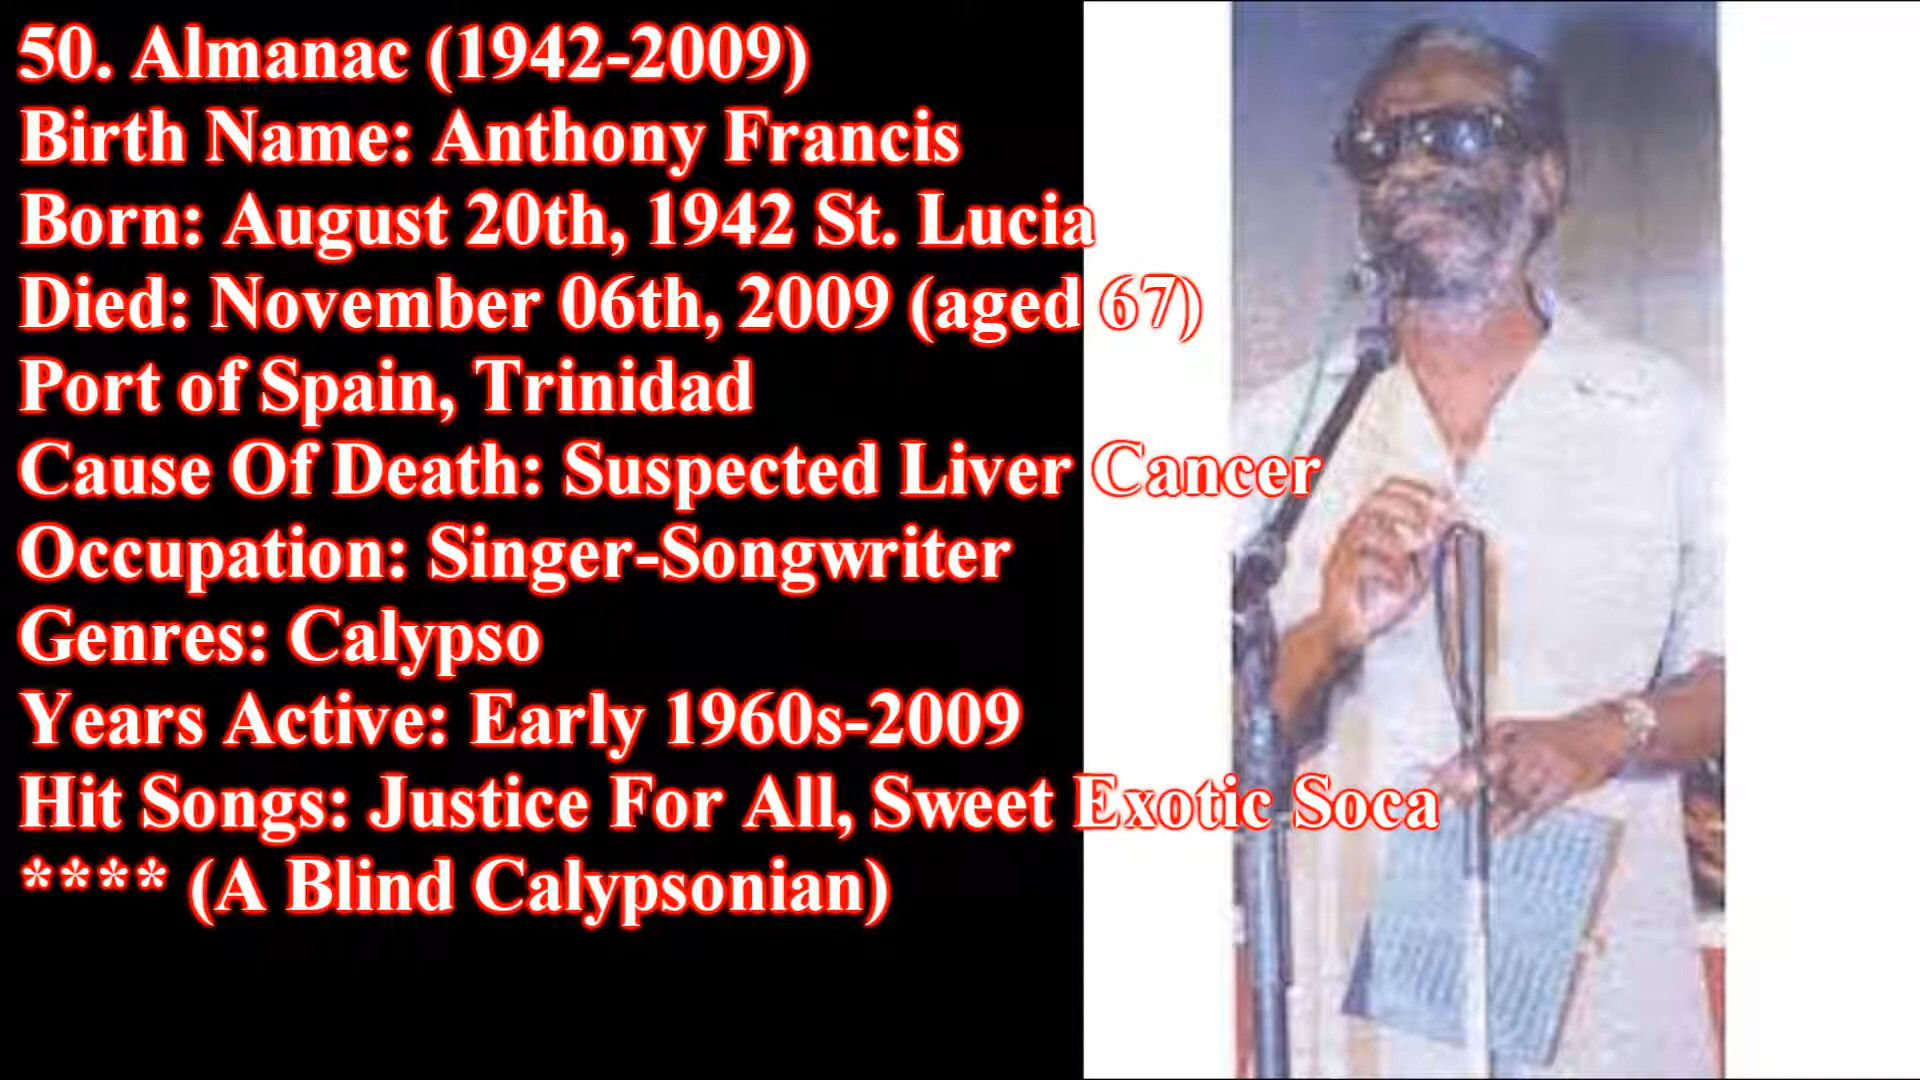 50. Almanac (1942-2009)
Birth Name: Anthony Francis
Born: August 20th, 1942 St. Lucia
Died: November 06th, 2009 (aged 67)
Port of Spain, Trinidad
Cause Of Death: Suspected Liver Cancer
Occupation: Singer-Songwriter
Genres: Calypso
Years Active: Early 1960s-2009
Hit Songs: Justice For All, Sweet Exotic Soca
**** (A Blind Calypsonian)